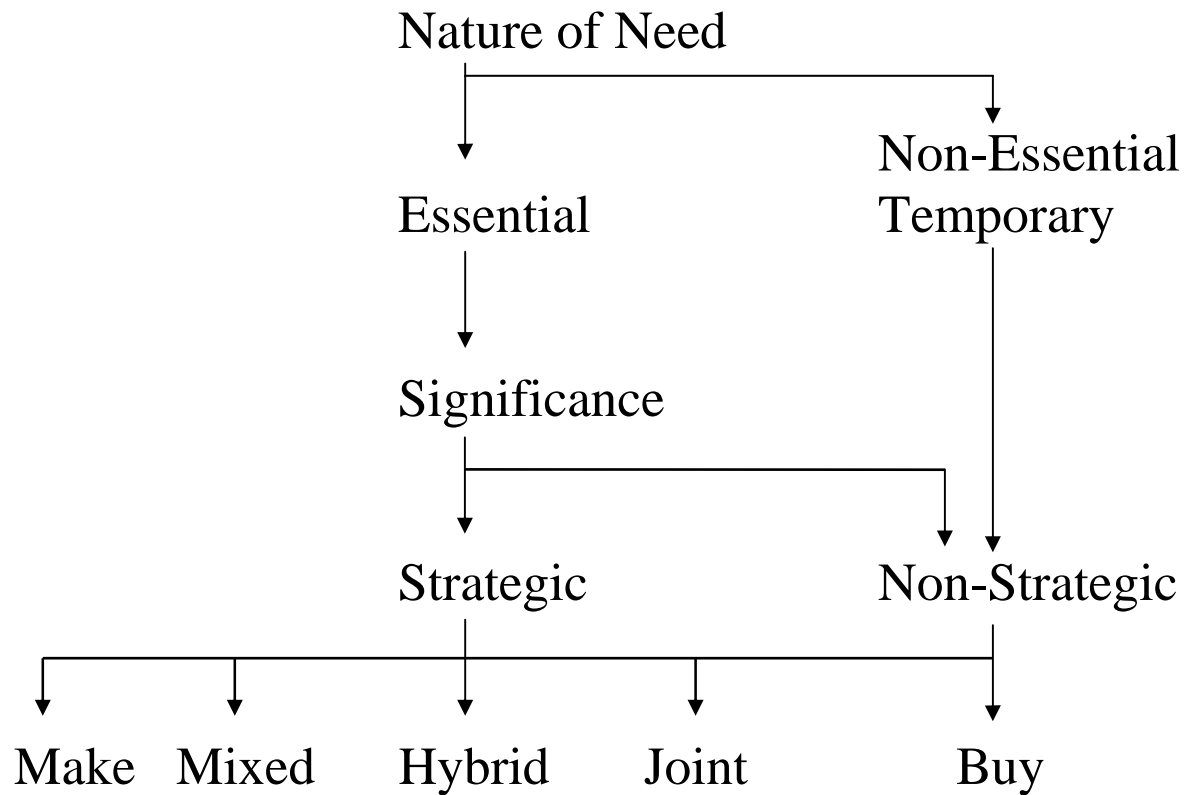 Nature of Need
Non-Essential
Temporary
Essential
Significance
Strategic
Non-Strategic
Make
Mixed
Hybrid
Joint
Buy